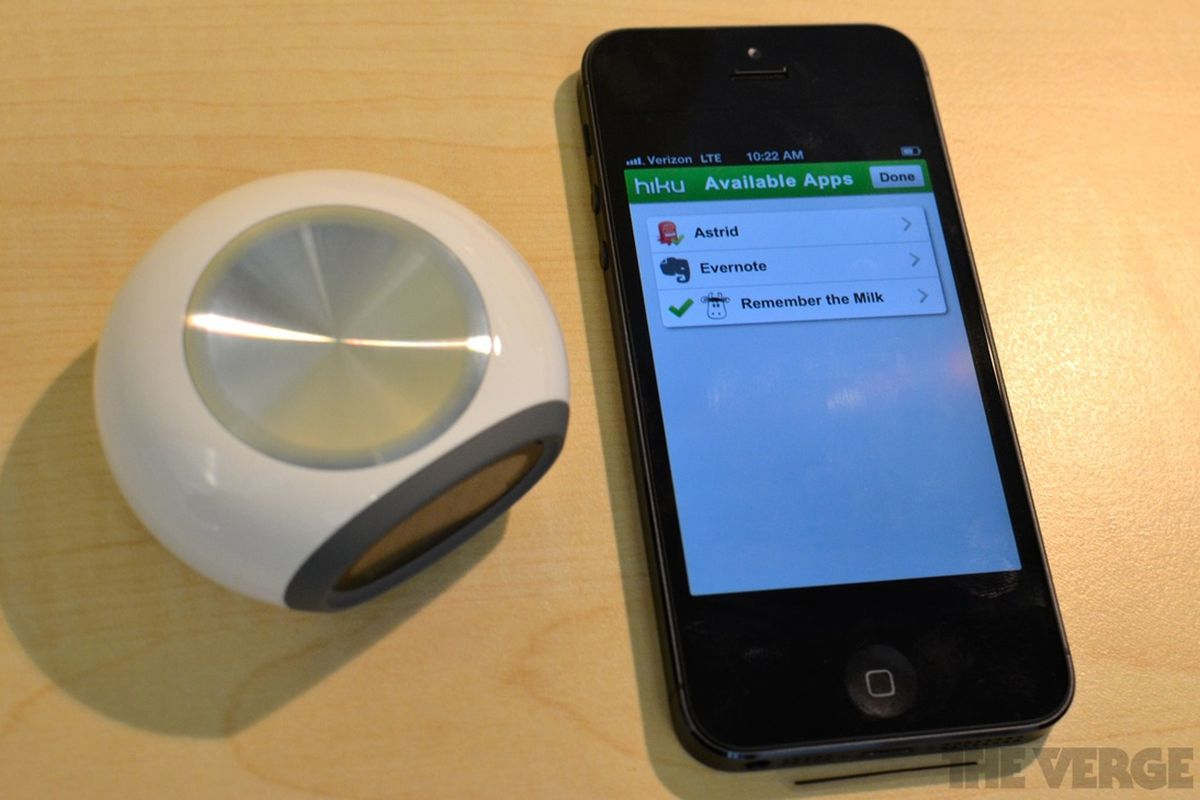 Verizon LTE 10:22 AM
hiku Available Apps Done
Astrid
Evernote
Remember the Milk
THE VERGE